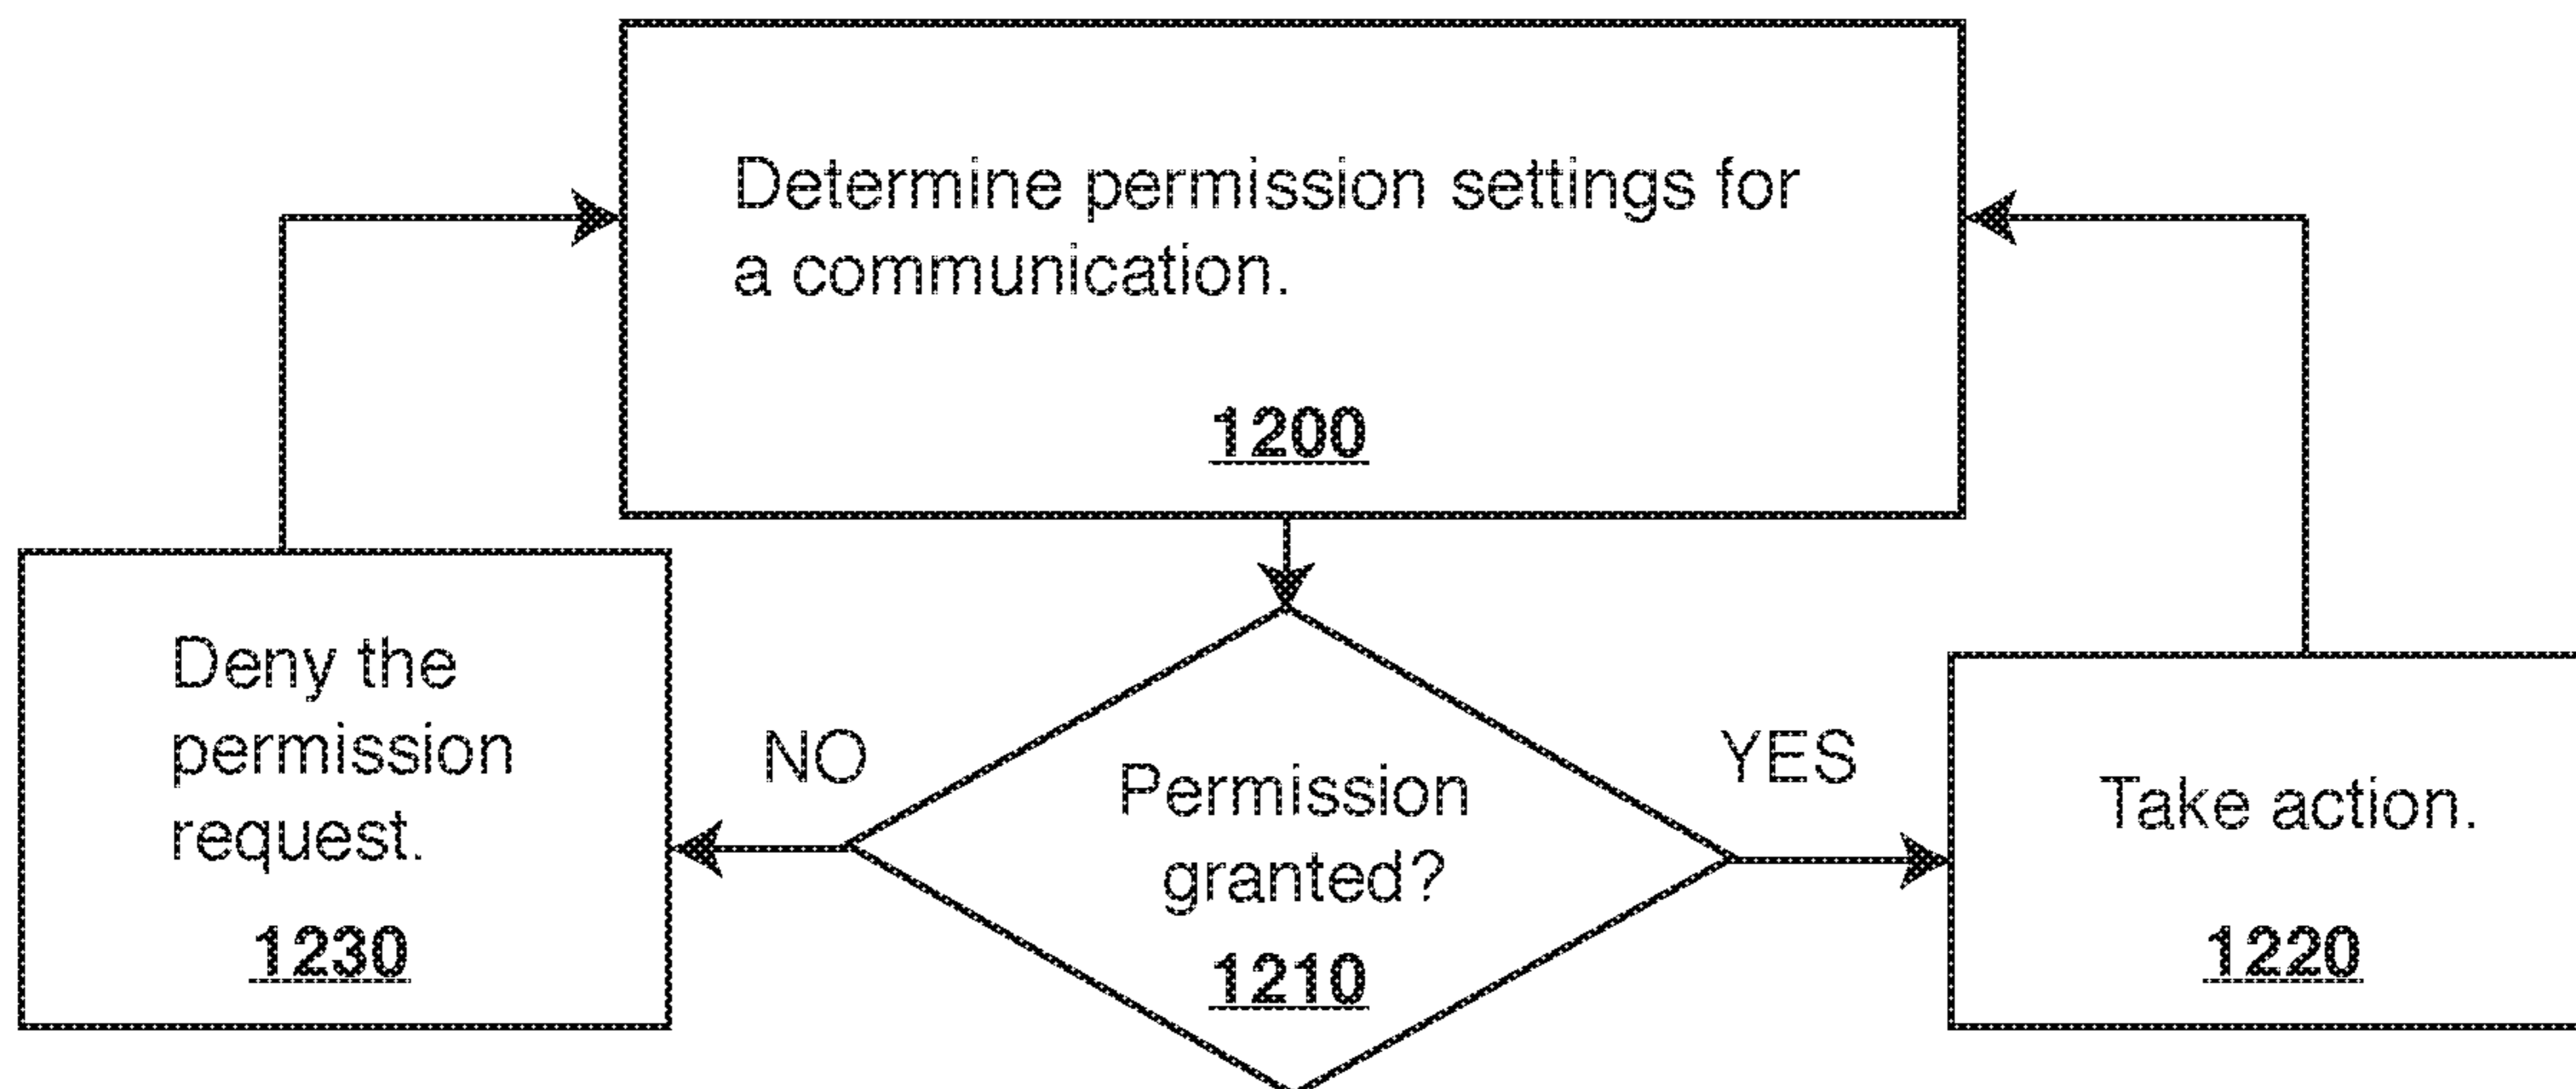 Determine permission settings for
a communication.
1200
Deny the
permission
request.
1230
NO
Permission
granted?
1210
YES
Take action.
1220